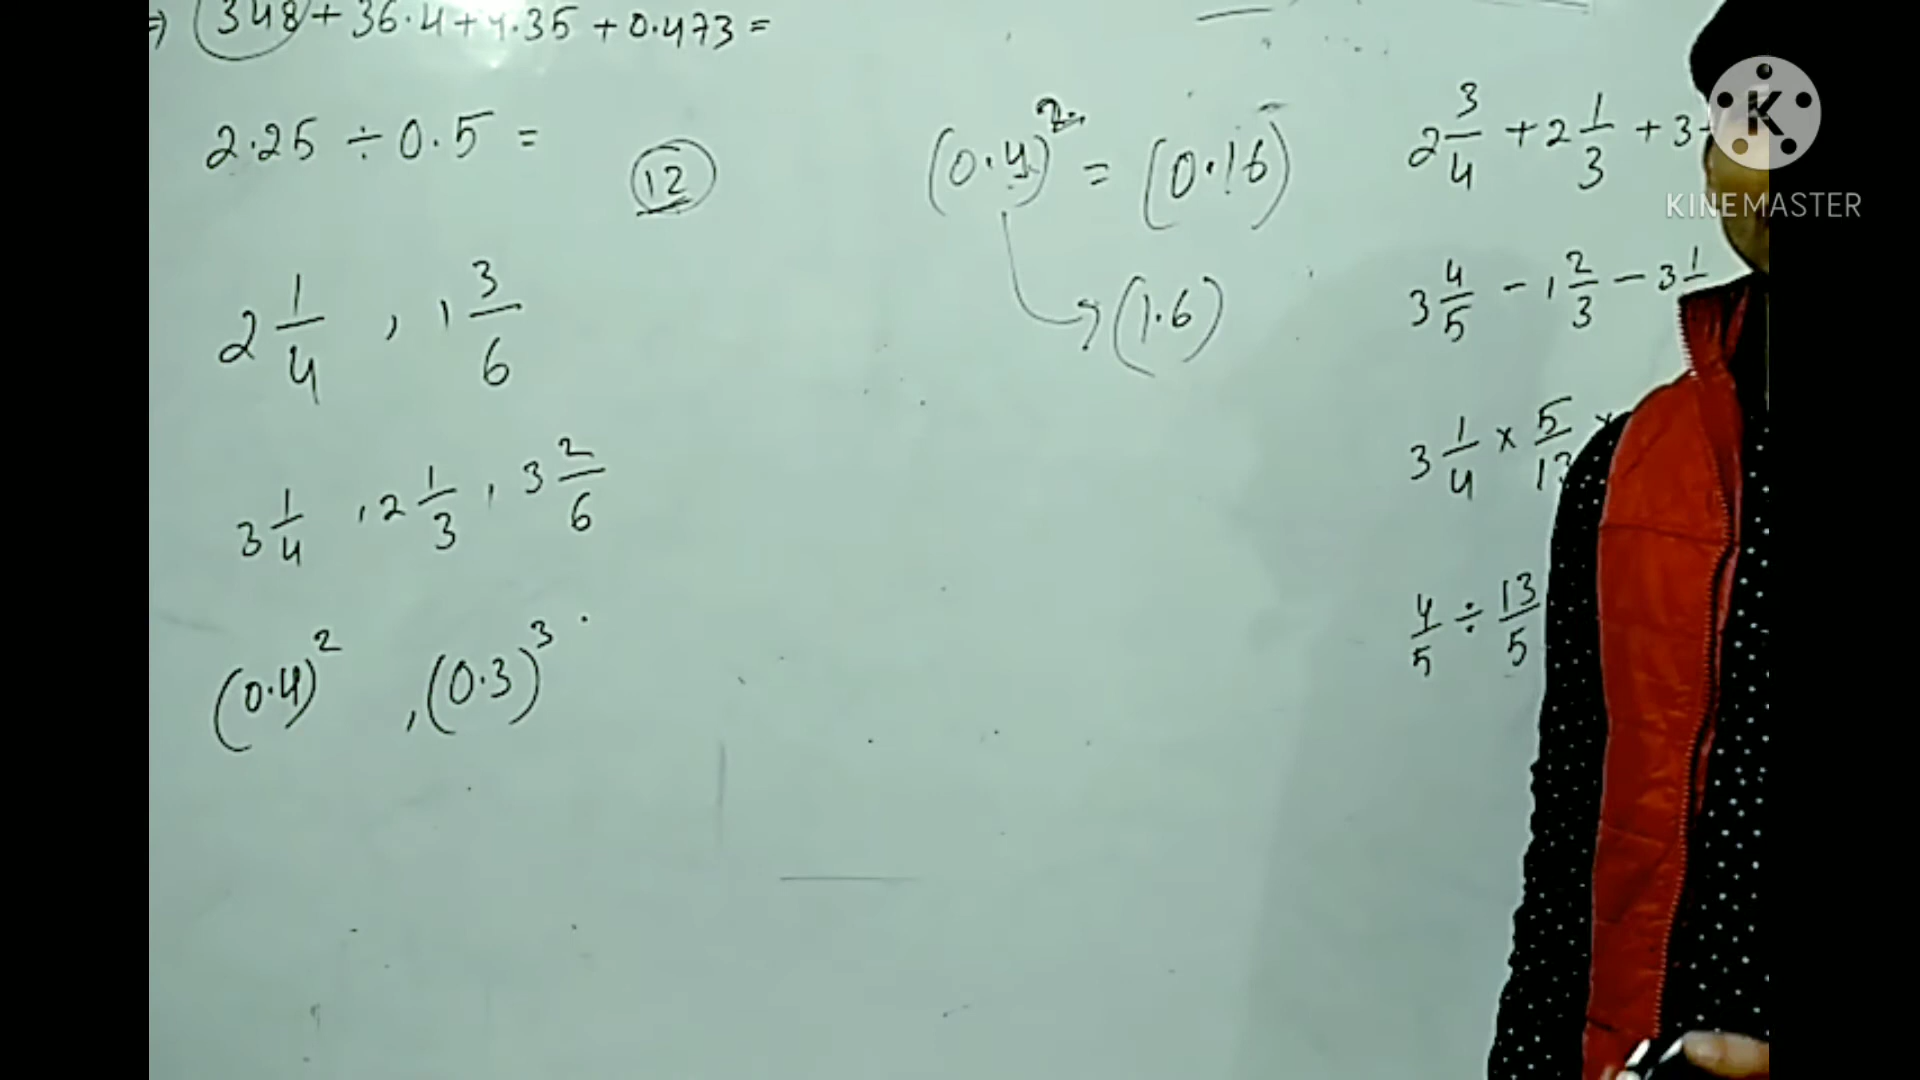 ⇒ 348 + 36.4 + 4.35 + 0.473 =
2.25 ÷ 0.5 =
12
2 1/4 , 1 3/6
3 1/4 , 2 1/3 , 3 2/6
(0.4)² , (0.3)³
(0.4)² = (0.16)
(1.6)
2 3/4 + 2 1/3 + 3
3 4/5 - 1 2/3 - 3 1/
3 1/4 × 5/13 ×
4/5 ÷ 13/5
K
KINEMASTER